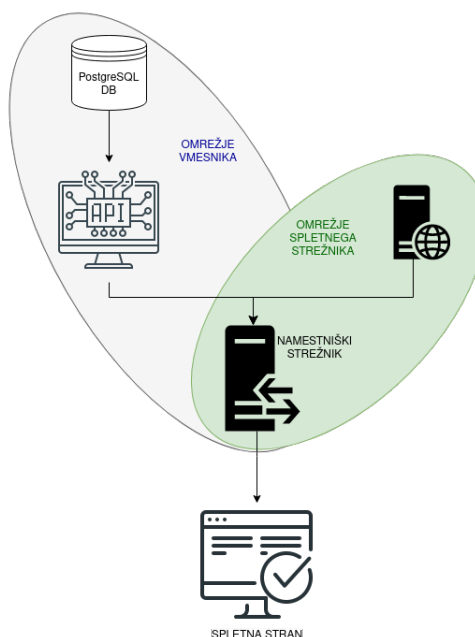 PostgreSQL
DB
OMREŽJE
VMESNIKA
API
OMREŽJE
SPLETNEGA
STREŽNIKA
NAMESTNIŠKI
STREŽNIK
SPLETNA STRAN